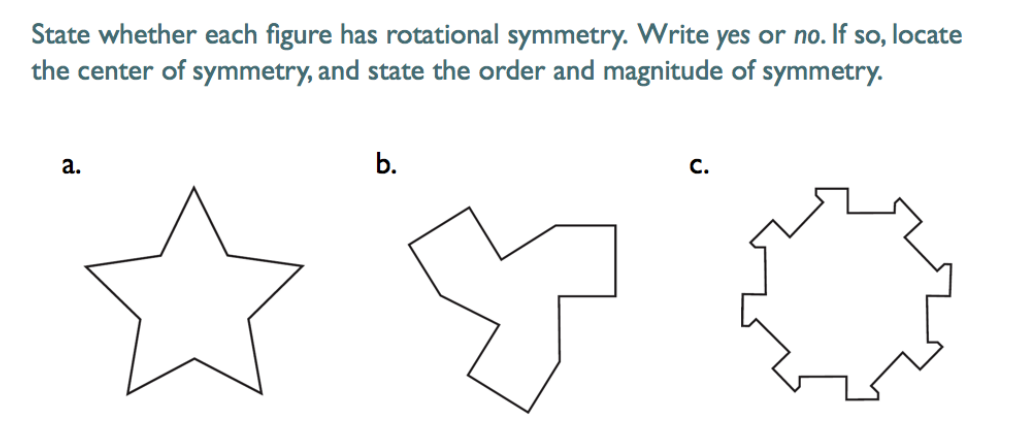 State whether each figure has rotational symmetry. Write yes or no. If so, locate
the center of symmetry, and state the order and magnitude of symmetry.
a. b. c.